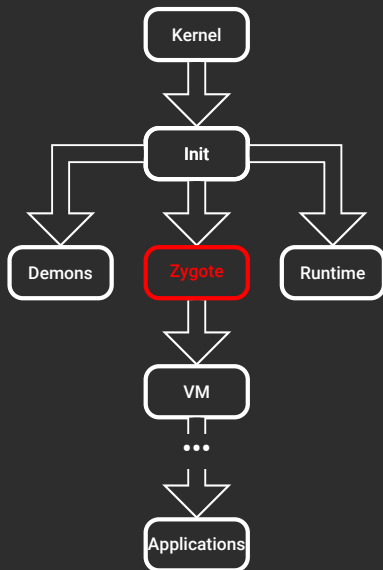 Kernel
Init
Demons
Zygote
Runtime
VM
Applications